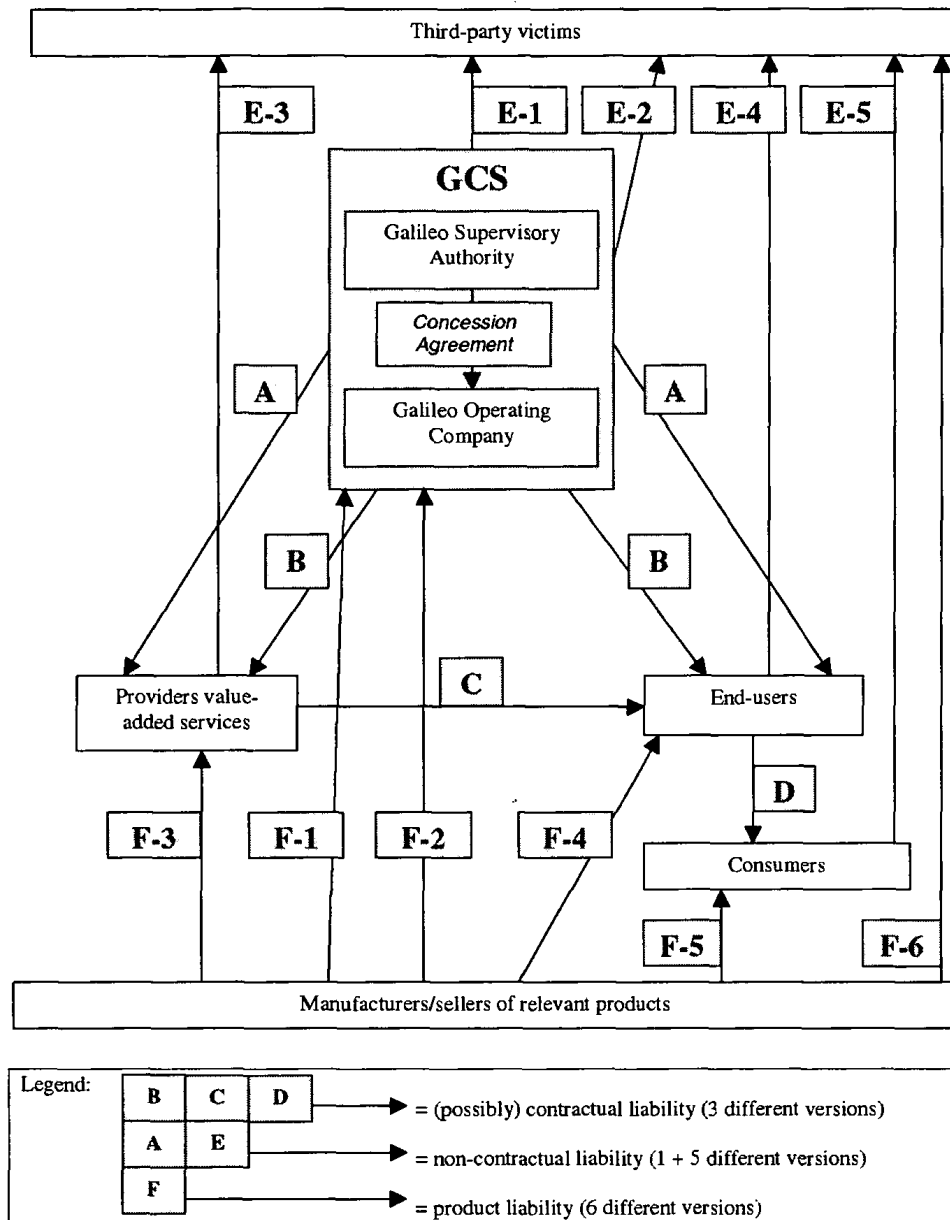 Third-party victims
E-3
E-1
E-2
E-4
E-5
GCS
Galileo Supervisory
Authority
Concession
Agreement
Galileo Operating
Company
A
A
B
B
C
Providers value-
added services
End-users
D
F-3
F-1
F-2
F-4
Consumers
F-5
F-6
Manufacturers/sellers of relevant products
Legend:
B C D = (possibly) contractual liability (3 different versions)
A E = non-contractual liability (1 + 5 different versions)
F = product liability (6 different versions)